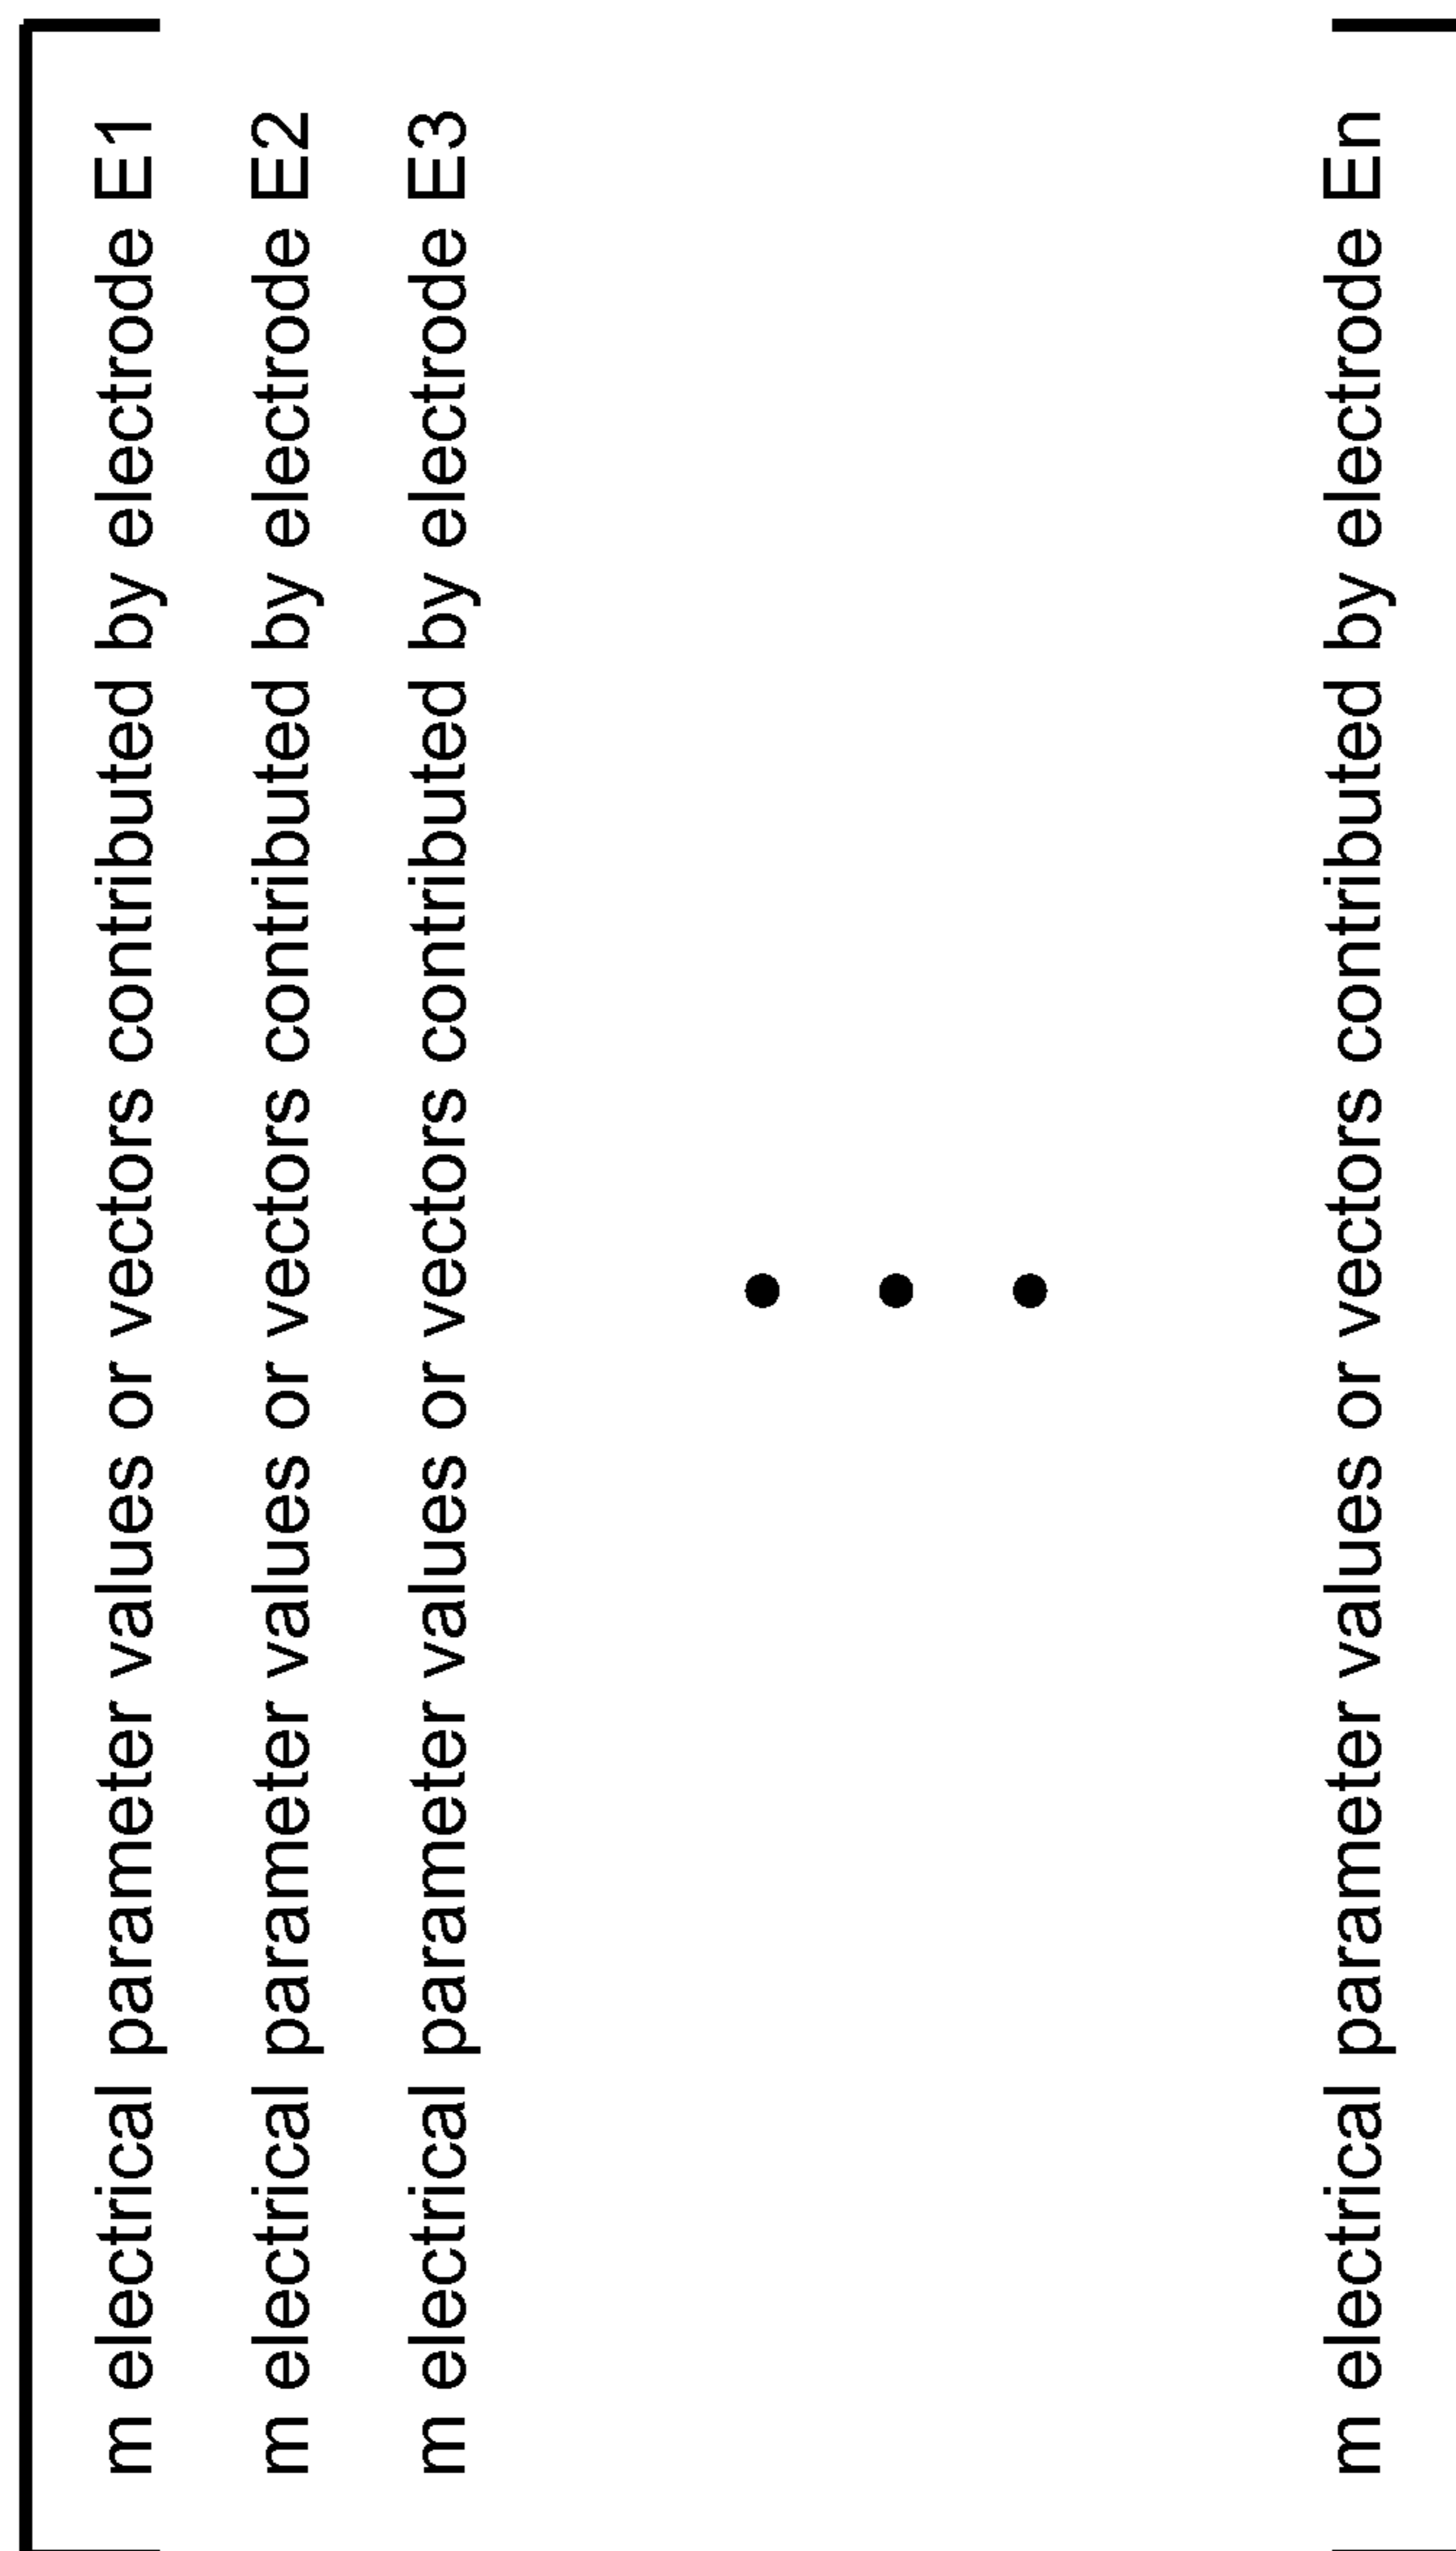 m electrical parameter values or vectors contributed by electrode E1
m electrical parameter values or vectors contributed by electrode E2
m electrical parameter values or vectors contributed by electrode E3
• • •
m electrical parameter values or vectors contributed by electrode En